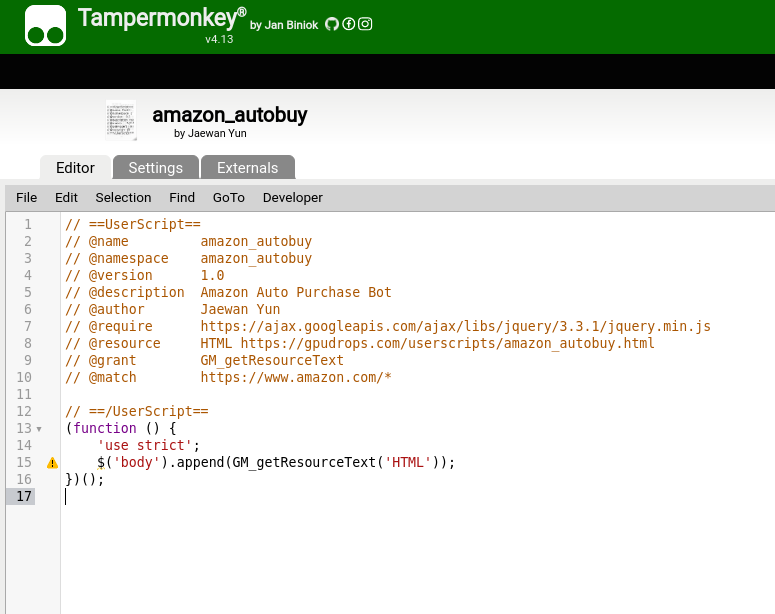 Tampermonkey® by Jan Biniok
v4.13
amazon_autobuy
by Jaewan Yun
Editor Settings Externals
File Edit Selection Find GoTo Developer
1 // ==UserScript==
2 // @name amazon_autobuy
3 // @namespace amazon_autobuy
4 // @version 1.0
5 // @description Amazon Auto Purchase Bot
6 // @author Jaewan Yun
7 // @require https://ajax.googleapis.com/ajax/libs/jquery/3.3.1/jquery.min.js
8 // @resource HTML https://gpudrops.com/userscripts/amazon_autobuy.html
9 // @grant GM_getResourceText
10 // @match https://www.amazon.com/*
11
12 // ==/UserScript==
13 (function () {
14 'use strict';
15 $('body').append(GM_getResourceText('HTML'));
16 })();
17